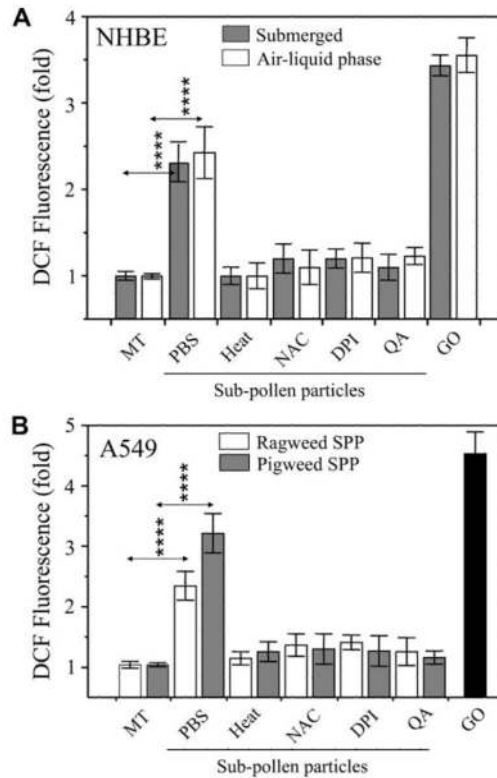 A
NHBE
Submerged
Air-liquid phase
****
****
DCF Fluorescence (fold)
4
3
2
1
MT
PBS
Heat
NAC
DPI
QA
GO
Sub-pollen particles
B
A549
Ragweed SPP
Pigweed SPP
****
****
DCF Fluorescence (fold)
5
4
3
2
1
MT
PBS
Heat
NAC
DPI
QA
GO
Sub-pollen particles